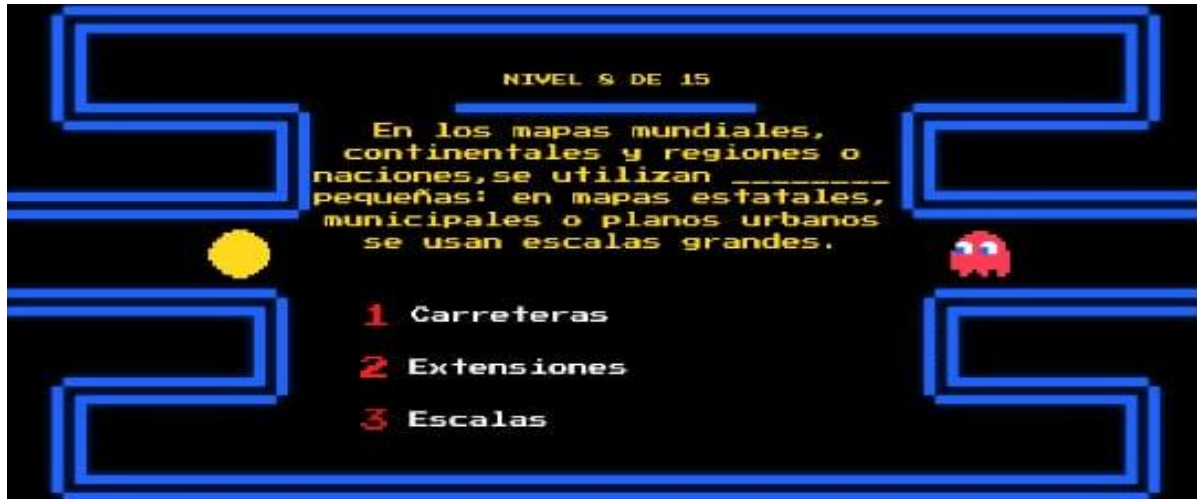 NIVEL 8 DE 15
En los mapas mundiales,
continentales y regiones o
naciones,se utilizan ________
pequeñas: en mapas estatales,
municipales o planos urbanos
se usan escalas grandes.
1 Carreteras
2 Extensiones
3 Escalas